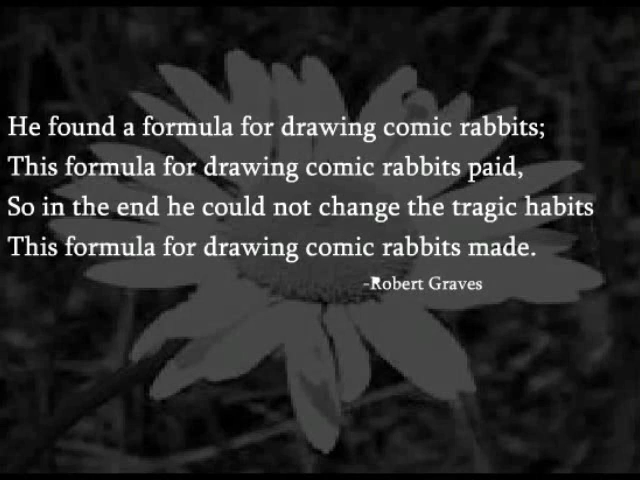 He found a formula for drawing comic rabbits;
This formula for drawing comic rabbits paid,
So in the end he could not change the tragic habits
This formula for drawing comic rabbits made.
-Robert Graves